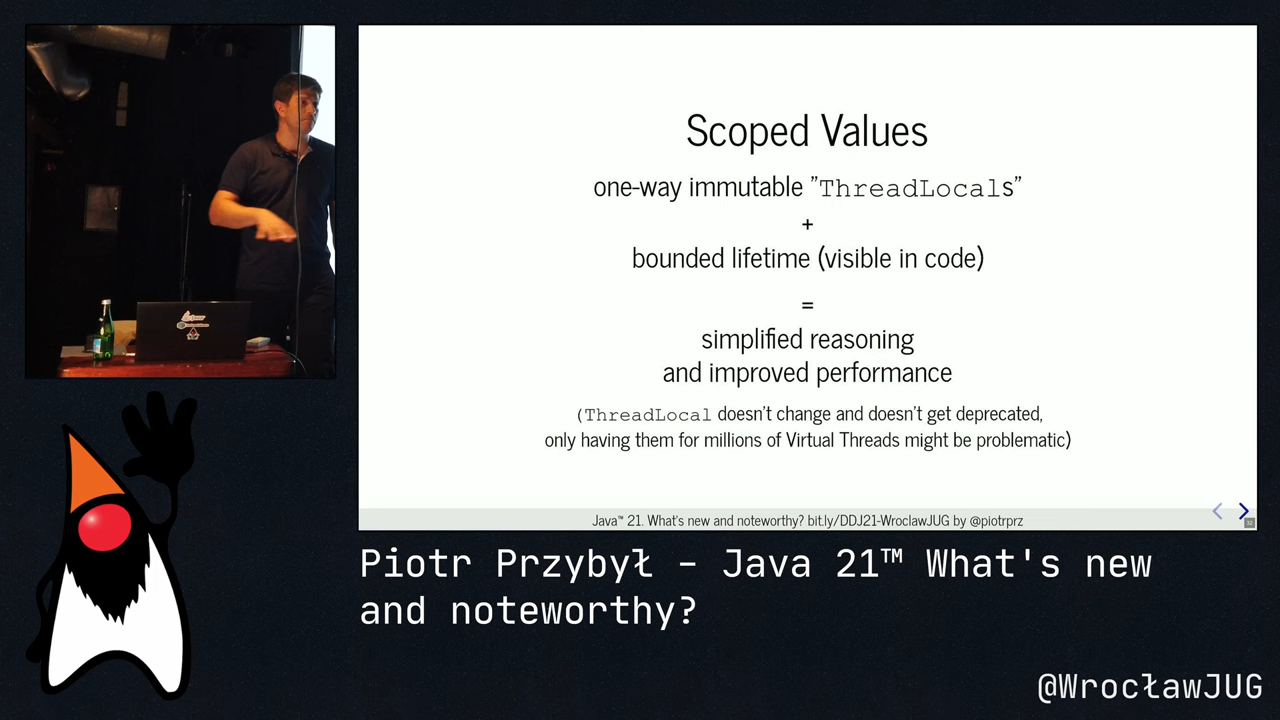 Scoped Values
one-way immutable "ThreadLocals"
+
bounded lifetime (visible in code)
=
simplified reasoning
and improved performance
(ThreadLocal doesn't change and doesn't get deprecated,
only having them for millions of Virtual Threads might be problematic)
Java™ 21. What's new and noteworthy? bit.ly/DDJ21-WroclawJUG by @piotrprz
32
Piotr Przybył – Java 21™ What's new
and noteworthy?
@WrocławJUG